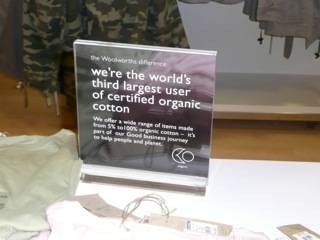 the Woolworths difference
we're the world's
third largest user
of certified organic
cotton
We offer a wide range of items made
from 5% to100% organic cotton – it's
part of our Good business journey
to help people and planet.
organic